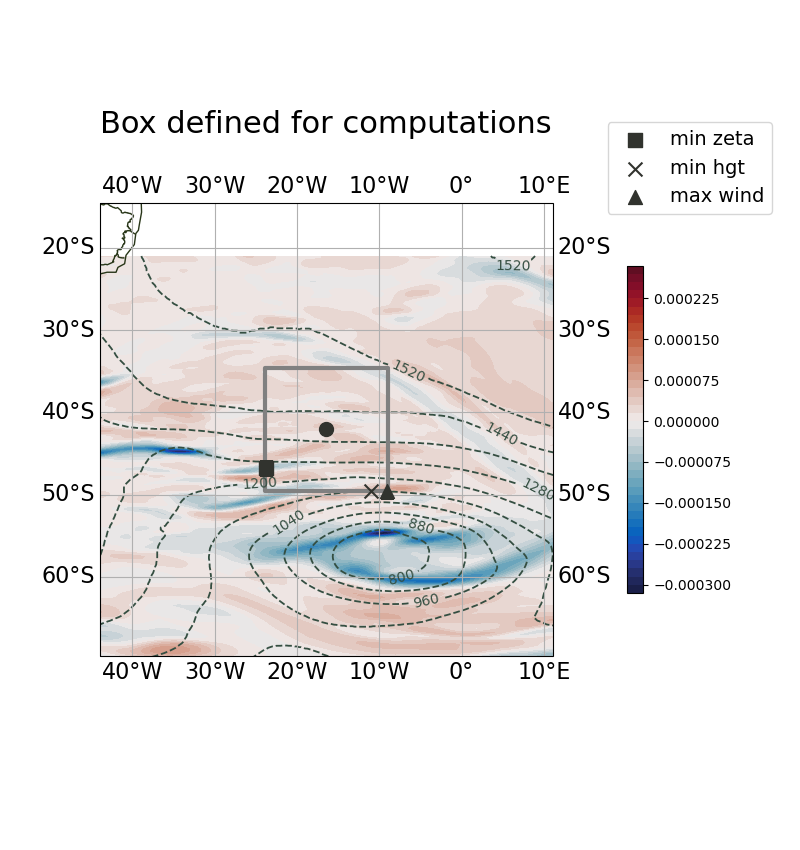 Box defined for computations
min zeta
min hgt
max wind
40°W 30°W 20°W 10°W 0° 10°E
20°S 20°S
1520
30°S 30°S
1520
40°S 40°S
1440
1280
1200
50°S 50°S
1040
880
800
60°S 60°S
960
40°W 30°W 20°W 10°W 0° 10°E
0.000225
0.000150
0.000075
0.000000
−0.000075
−0.000150
−0.000225
−0.000300